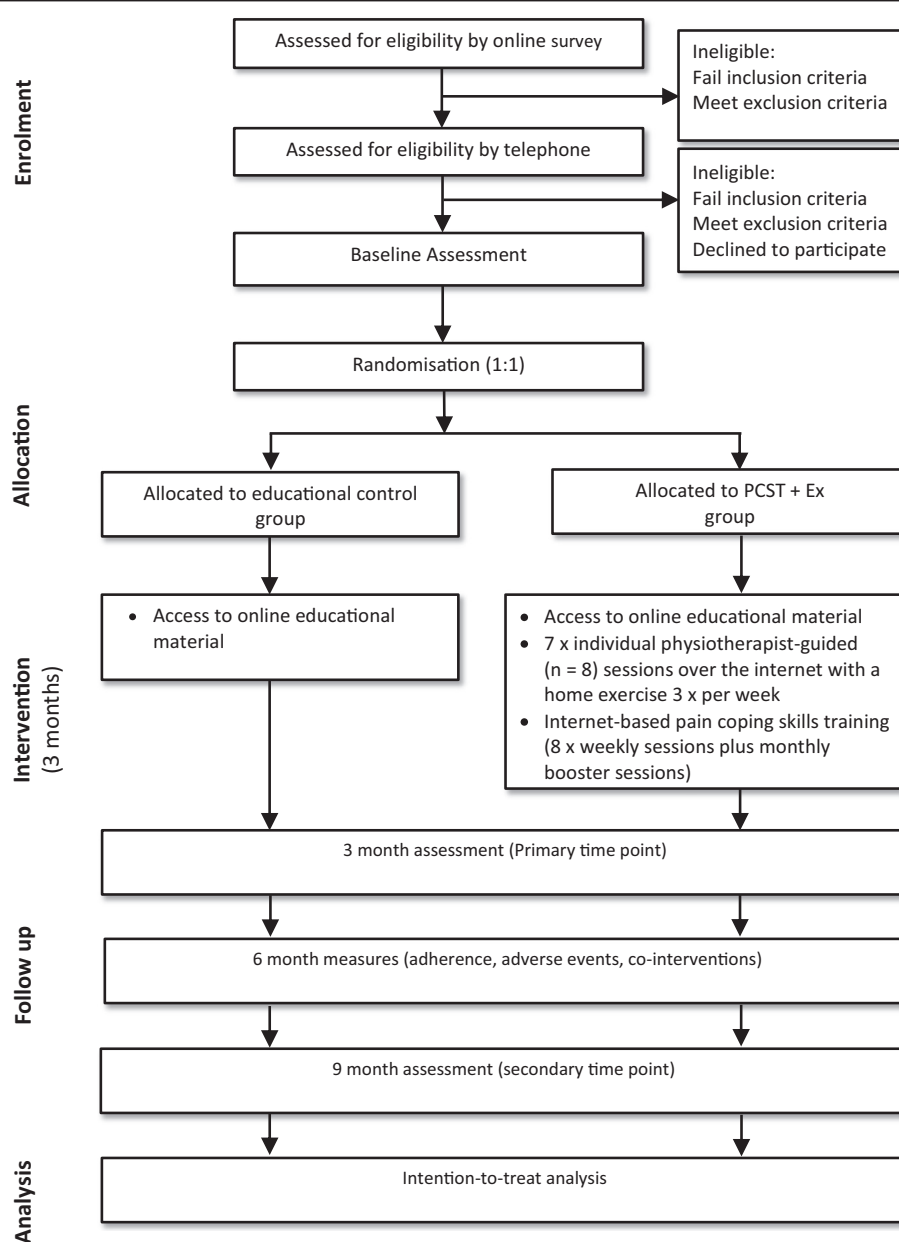 Enrolment
Assessed for eligibility by online survey
Ineligible:
Fail inclusion criteria
Meet exclusion criteria
Assessed for eligibility by telephone
Ineligible:
Fail inclusion criteria
Meet exclusion criteria
Declined to participate
Baseline Assessment
Randomisation (1:1)
Allocation
Allocated to educational control
group
Allocated to PCST + Ex
group
Intervention
(3 months)
• Access to online educational
material
• Access to online educational material
• 7 x individual physiotherapist-guided
(n = 8) sessions over the internet with a
home exercise 3 x per week
• Internet-based pain coping skills training
(8 x weekly sessions plus monthly
booster sessions)
3 month assessment (Primary time point)
Follow up
6 month measures (adherence, adverse events, co-interventions)
9 month assessment (secondary time point)
Analysis
Intention-to-treat analysis